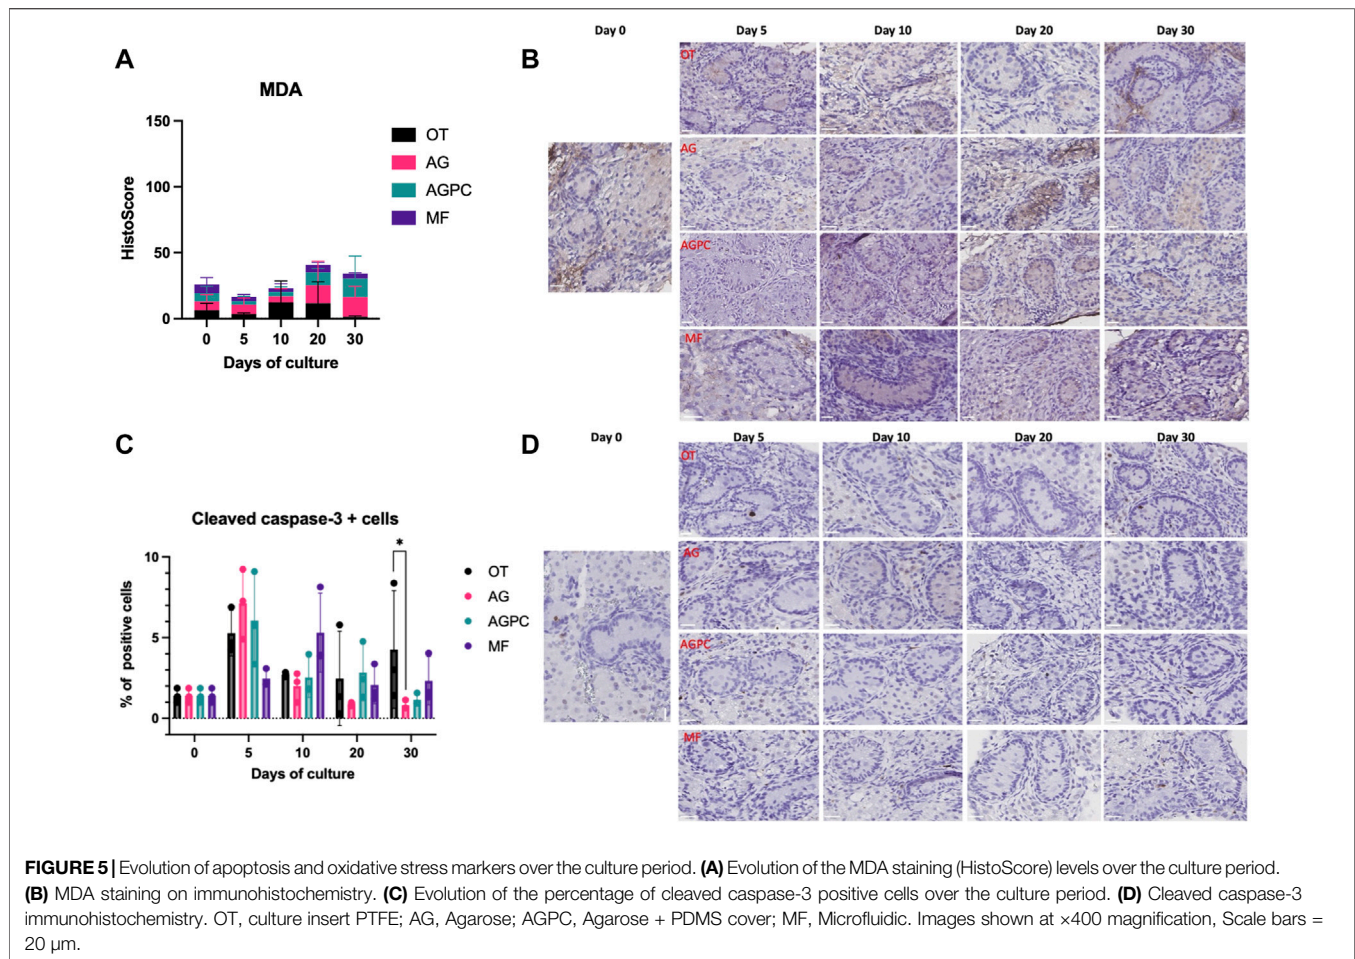 A
MDA
HistoScore
150
100
50
0
0 5 10 20 30
Days of culture
OT
AG
AGPC
MF
B
Day 0 Day 5 Day 10 Day 20 Day 30
OT
AG
AGPC
MF
C
Cleaved caspase-3 + cells
% of positive cells
10
5
0
*
0 5 10 20 30
Days of culture
OT
AG
AGPC
MF
D
Day 0 Day 5 Day 10 Day 20 Day 30
OT
AG
AGPC
MF
FIGURE 5 | Evolution of apoptosis and oxidative stress markers over the culture period. (A) Evolution of the MDA staining (HistoScore) levels over the culture period.
(B) MDA staining on immunohistochemistry. (C) Evolution of the percentage of cleaved caspase-3 positive cells over the culture period. (D) Cleaved caspase-3
immunohistochemistry. OT, culture insert PTFE; AG, Agarose; AGPC, Agarose + PDMS cover; MF, Microfluidic. Images shown at ×400 magnification, Scale bars =
20 µm.